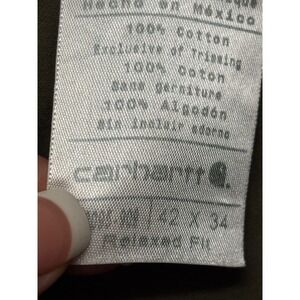 Hecho en México
100% Cotton
Exclusive of Trimming
100% Coton
Sans garniture
100% Algodón
Sin incluir adorno
carhartt
42 X 34
Relaxed Fit